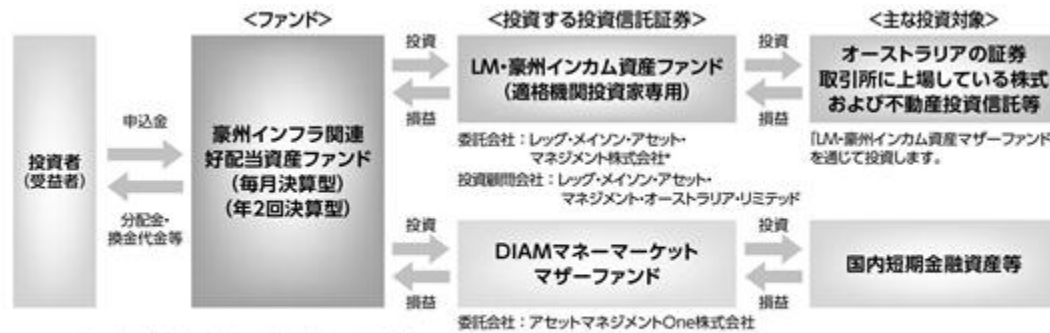 <ファンド>
<投資する投資信託証券>
<主な投資対象>
投資者
(受益者)
申込金
分配金・
換金代金等
豪州インフラ関連
好配当資産ファンド
(毎月決算型)
(年2回決算型)
投資
損益
LM・豪州インカム資産ファンド
(適格機関投資家専用)
委託会社:レッグ・メイソン・アセット・
マネジメント株式会社*
投資顧問会社:レッグ・メイソン・アセット・
マネジメント・オーストラリア・リミテッド
投資
損益
オーストラリアの証券
取引所に上場している株式
および不動産投資信託等
「LM・豪州インカム資産マザーファンド
を通じて投資します。
投資
損益
DIAMマネーマーケット
マザーファンド
委託会社:アセットマネジメントOne株式会社
投資
損益
国内短期金融資産等